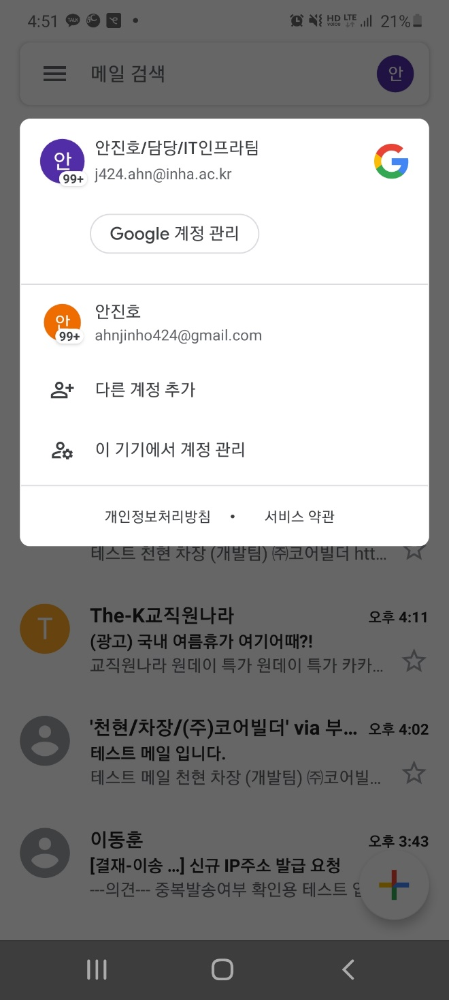 4:51 TALK HD voice LTE 21%
메일 검색
안
안
99+
안진호/담당/IT인프라팀
j424.ahn@inha.ac.kr
Google 계정 관리
안
99+
안진호
ahnjinho424@gmail.com
다른 계정 추가
이 기기에서 계정 관리
개인정보처리방침 • 서비스 약관
테스트 천현 차장 (개발팀) ㈜코어빌더 htt...
T
The-K교직원나라 오후 4:11
(광고) 국내 여름휴가 여기어때?!
교직원나라 원데이 특가 원데이 특가 카카...
'천현/차장/(주)코어빌더' via 부... 오후 4:02
테스트 메일 입니다.
테스트 메일 천현 차장 (개발팀) ㈜코어빌...
이동훈 오후 3:43
[결재-이송 ...] 신규 IP주소 발급 요청
---의견--- 중복발송여부 확인용 테스트